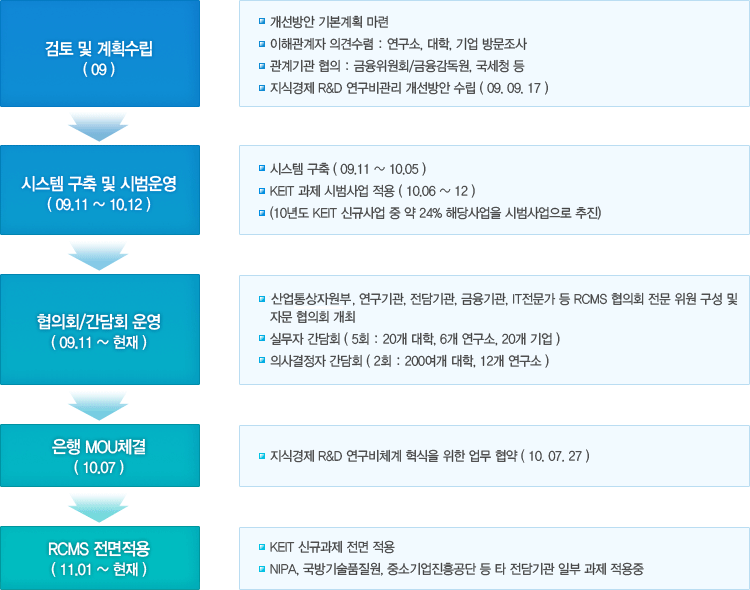 검토 및 계획수립
( 09 )
개선방안 기본계획 마련
이해관계자 의견수렴 : 연구소, 대학, 기업 방문조사
관계기관 협의 : 금융위원회/금융감독원, 국세청 등
지식경제 R&D 연구비관리 개선방안 수립 ( 09. 09. 17 )
시스템 구축 및 시범운영
( 09.11 ~ 10.12 )
시스템 구축 ( 09.11 ~ 10.05 )
KEIT 과제 시범사업 적용 ( 10.06 ~ 12 )
(10년도 KEIT 신규사업 중 약 24% 해당사업을 시범사업으로 추진)
협의회/간담회 운영
( 09.11 ~ 현재 )
산업통상자원부, 연구기관, 전담기관, 금융기관, IT전문가 등 RCMS 협의회 전문 위원 구성 및
자문 협의회 개최
실무자 간담회 ( 5회 : 20개 대학, 6개 연구소, 20개 기업 )
의사결정자 간담회 ( 2회 : 200여개 대학, 12개 연구소 )
은행 MOU체결
( 10.07 )
지식경제 R&D 연구비체계 혁식을 위한 업무 협약 ( 10. 07. 27 )
RCMS 전면적용
( 11.01 ~ 현재 )
KEIT 신규과제 전면 적용
NIPA, 국방기술품질원, 중소기업진흥공단 등 타 전담기관 일부 과제 적용중